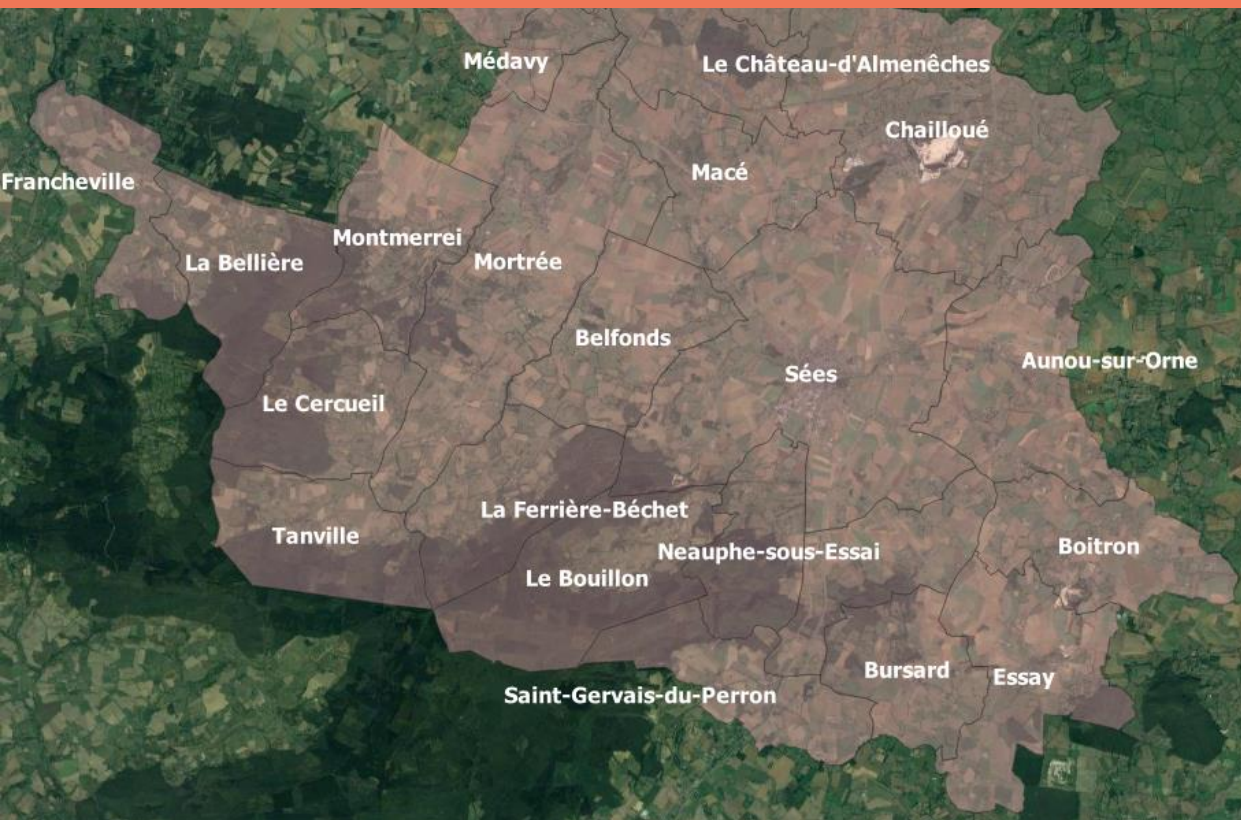 Médavy
Le Château-d'Almenêches
Chailloué
Macé
Francheville
Montmerrei
La Bellière
Mortrée
Belfonds
Aunou-sur-Orne
Sées
Le Cercueil
La Ferrière-Béchet
Tanville
Boitron
Neauphe-sous-Essai
Le Bouillon
Bursard
Essay
Saint-Gervais-du-Perron